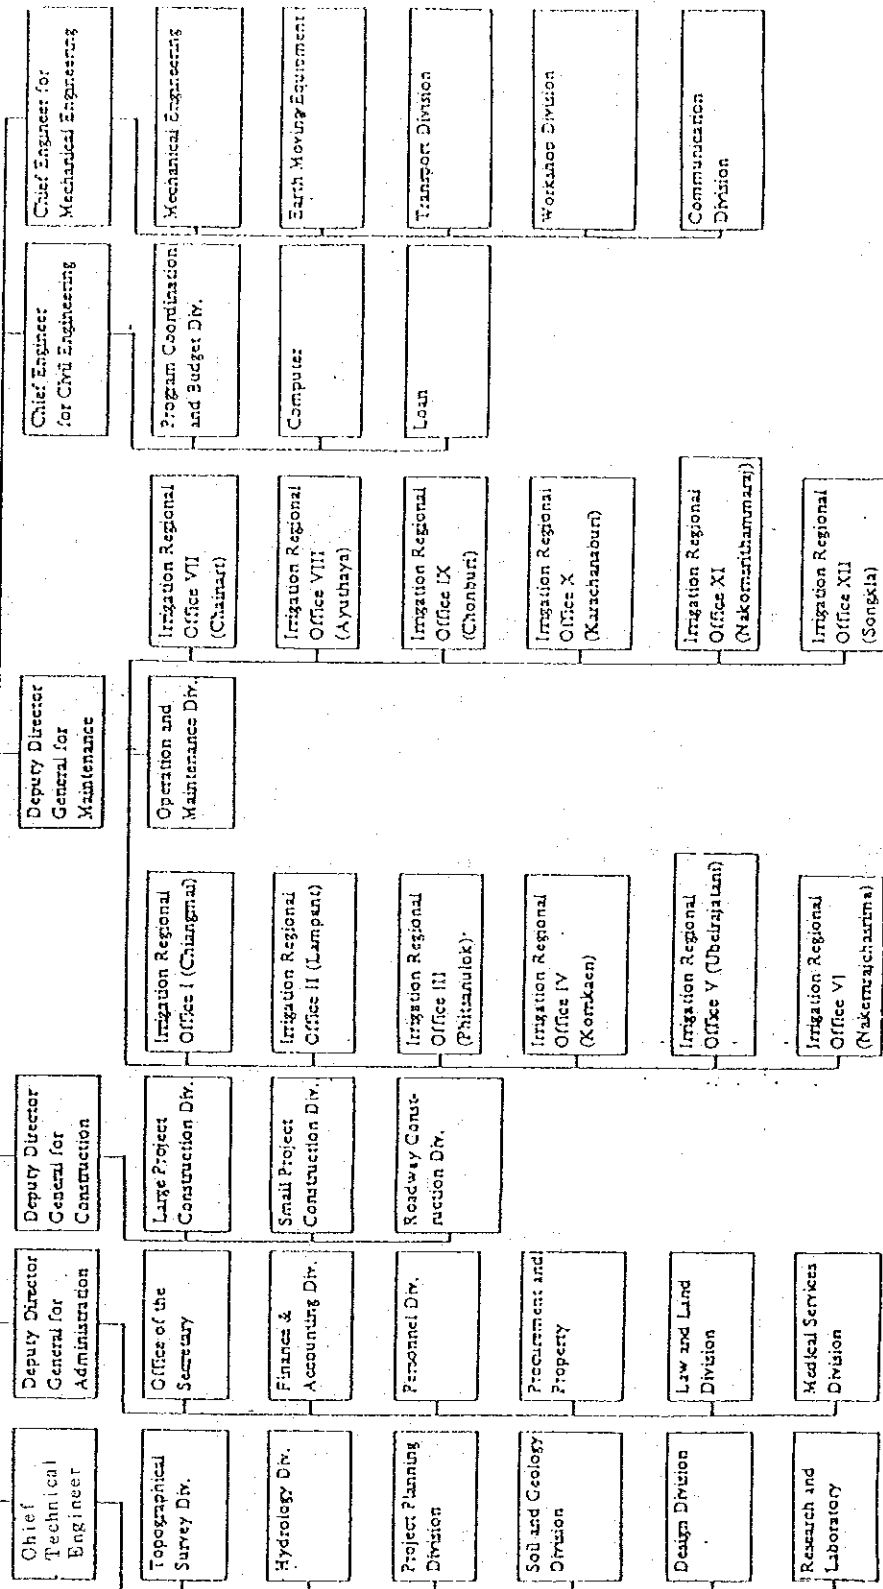 Chief
Technical
Engineer
Topographical
Survey Div.
Hydrology Div.
Project Planning
Division
Soil and Geology
Division
Design Division
Research and
Laboratory
Deputy Director
General for
Administration
Office of the
Secretary
Finance &
Accounting Div.
Personnel Div.
Procurement and
Property
Law and Land
Division
Medical Services
Division
Deputy Director
General for
Construction
Large Project
Construction Div.
Small Project
Construction Div.
Roadway Const-
ruction Div.
Deputy Director
General for
Maintenance
Operation and
Maintenance Div.
Irrigation Regional
Office I (Chiangmai)
Irrigation Regional
Office II (Lampang)
Irrigation Regional
Office III
(Phitsanulok)
Irrigation Regional
Office IV
(Kornkaen)
Irrigation Regional
Office V (Ubolrajatani)
Irrigation Regional
Office VI
(Nakornrajchasima)
Irrigation Regional
Office VII
(Chainart)
Irrigation Regional
Office VIII
(Ayuthaya)
Irrigation Regional
Office IX
(Chonburi)
Irrigation Regional
Office X
(Karachanaburi)
Irrigation Regional
Office XI
(Nakornsrithammaraj)
Irrigation Regional
Office XII
(Songkla)
Chief Engineer
for Civil Engineering
Program Coordination
and Budget Div.
Computer
Loan
Chief Engineer for
Mechanical Engineering
Mechanical Engineering
Earth Moving Equipment
Transport Division
Workshop Division
Communication
Division